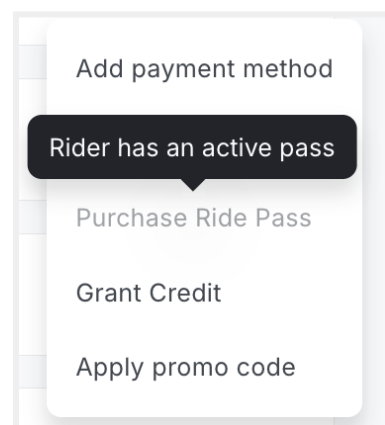 Add payment method
Rider has an active pass
Purchase Ride Pass
Grant Credit
Apply promo code